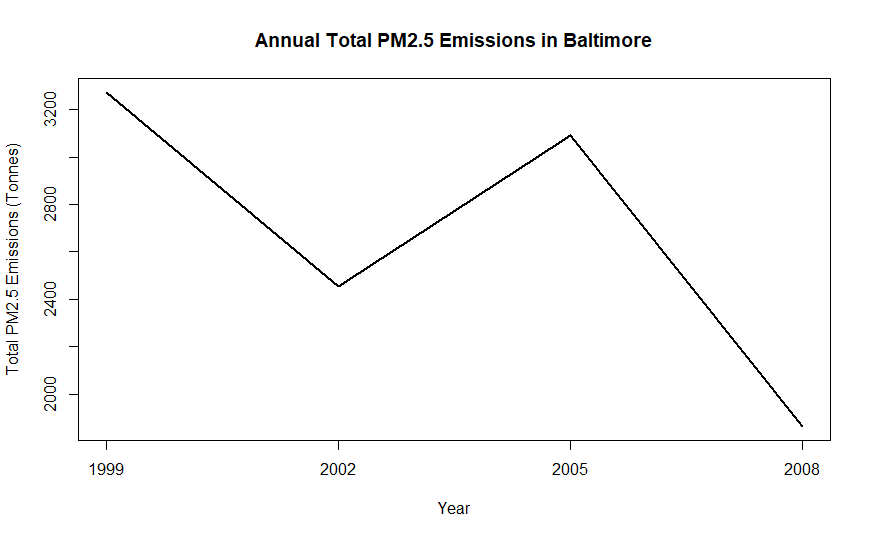 Annual Total PM2.5 Emissions in Baltimore
Total PM2.5 Emissions (Tonnes)
3200
2800
2400
2000
1999 2002 2005 2008
Year